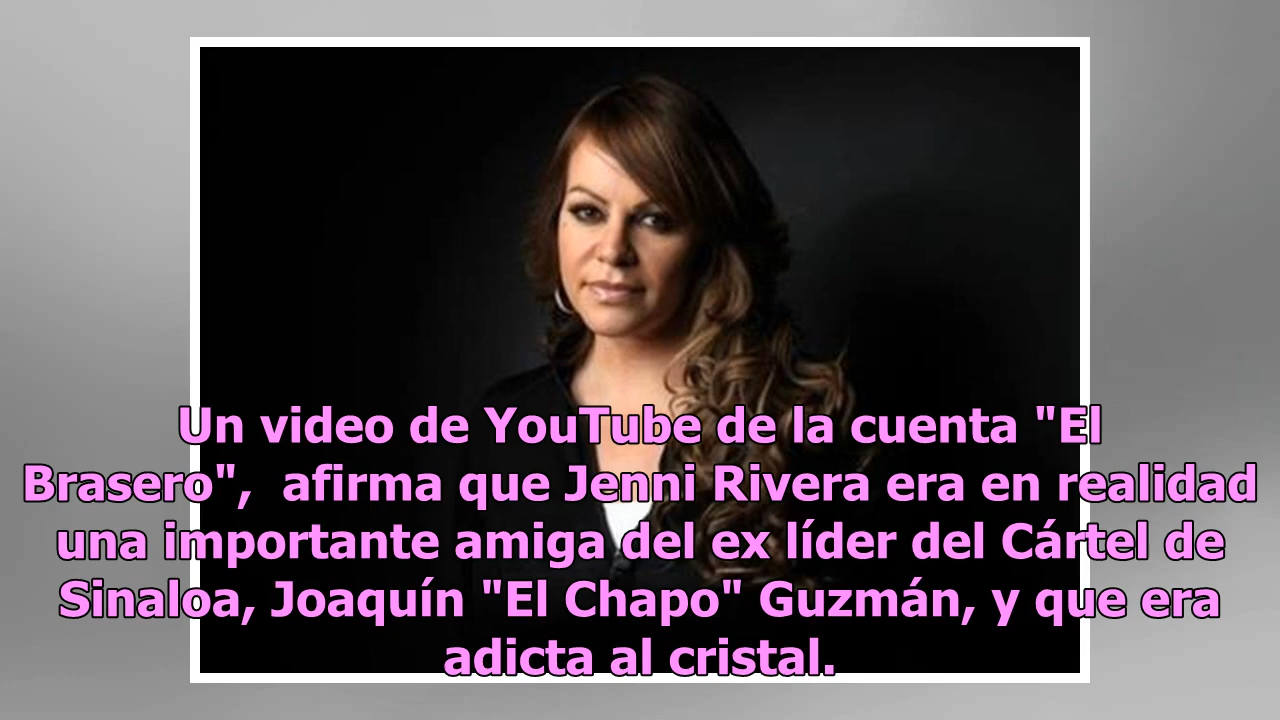 Un video de YouTube de la cuenta "El
Brasero",  afirma que Jenni Rivera era en realidad
una importante amiga del ex líder del Cártel de
Sinaloa, Joaquín "El Chapo" Guzmán, y que era
adicta al cristal.